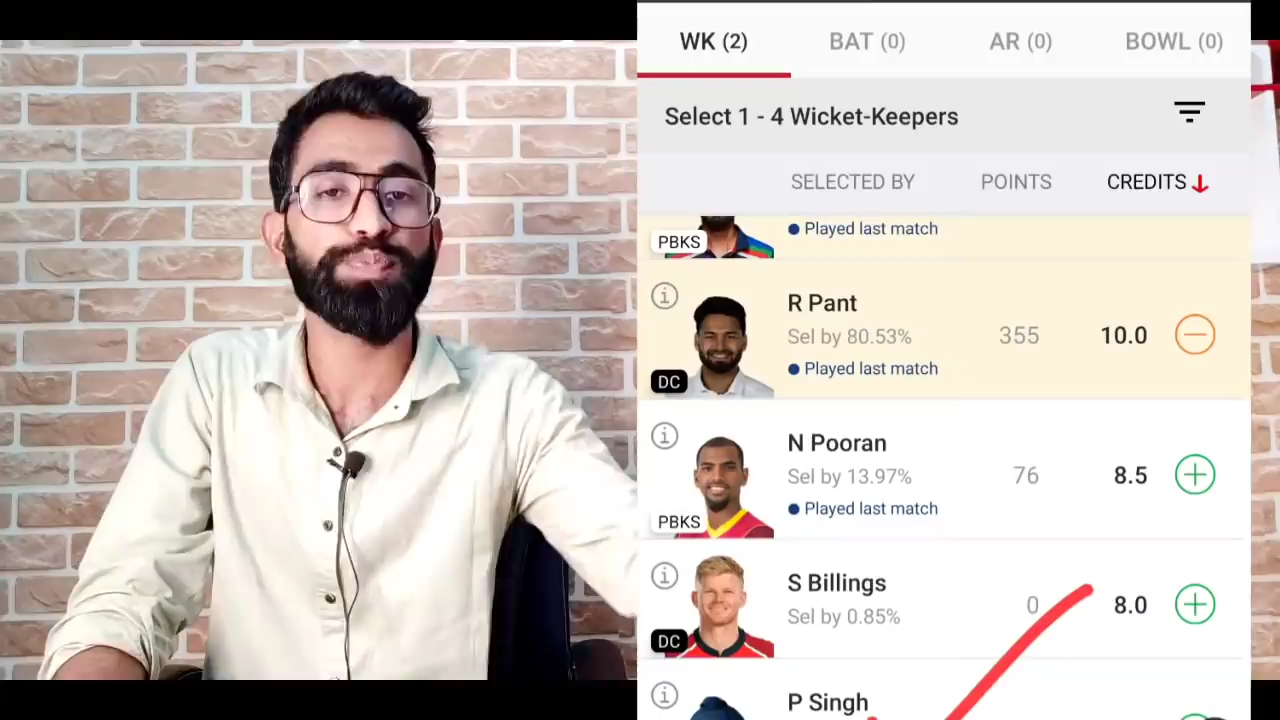 WK (2) BAT (0) AR (0) BOWL (0)
Select 1 - 4 Wicket-Keepers
SELECTED BY POINTS CREDITS
PBKS Played last match
R Pant
Sel by 80.53% 355 10.0
Played last match
DC
N Pooran
Sel by 13.97% 76 8.5
Played last match
PBKS
S Billings
Sel by 0.85% 0 8.0
DC
P Singh